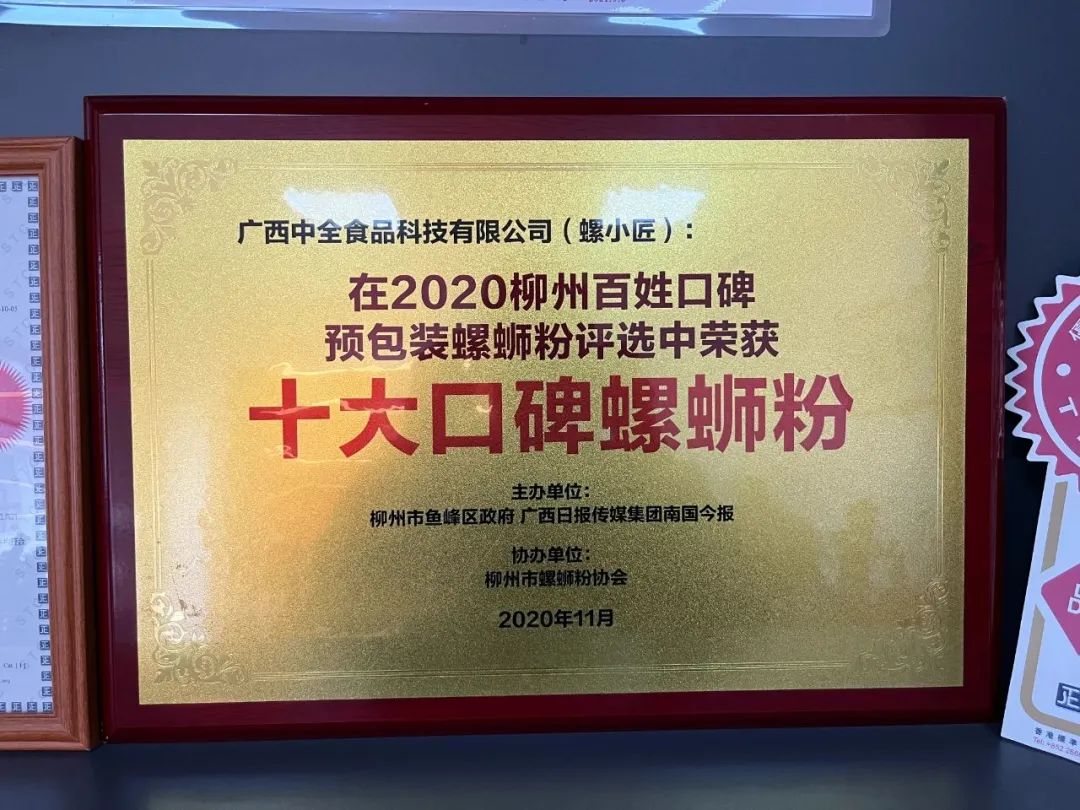 广西中全食品科技有限公司（螺小匠）：
在2020柳州百姓口碑
预包装螺蛳粉评选中荣获
十大口碑螺蛳粉
主办单位：
柳州市鱼峰区政府 广西日报传媒集团南国今报
协办单位：
柳州市螺蛳粉协会
2020年11月
香港標準